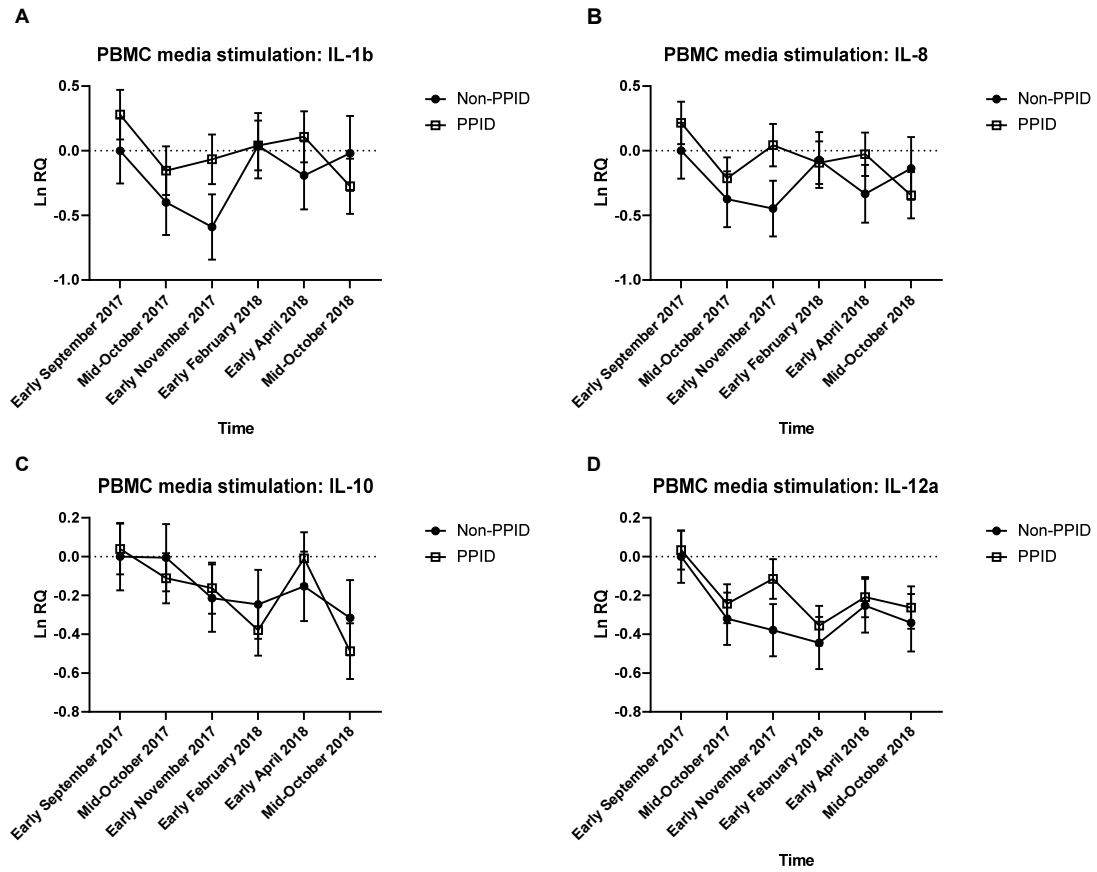 A
PBMC media stimulation: IL-1b
0.5
0.0
-0.5
-1.0
Ln RQ
Non-PPID
PPID
Early September 2017
Mid-October 2017
Early November 2017
Early February 2018
Early April 2018
Mid-October 2018
Time
B
PBMC media stimulation: IL-8
0.5
0.0
-0.5
-1.0
Ln RQ
Non-PPID
PPID
Early September 2017
Mid-October 2017
Early November 2017
Early February 2018
Early April 2018
Mid-October 2018
Time
C
PBMC media stimulation: IL-10
0.2
0.0
-0.2
-0.4
-0.6
-0.8
Ln RQ
Non-PPID
PPID
Early September 2017
Mid-October 2017
Early November 2017
Early February 2018
Early April 2018
Mid-October 2018
D
PBMC media stimulation: IL-12a
0.2
0.0
-0.2
-0.4
-0.6
-0.8
Ln RQ
Non-PPID
PPID
Early September 2017
Mid-October 2017
Early November 2017
Early February 2018
Early April 2018
Mid-October 2018
Time